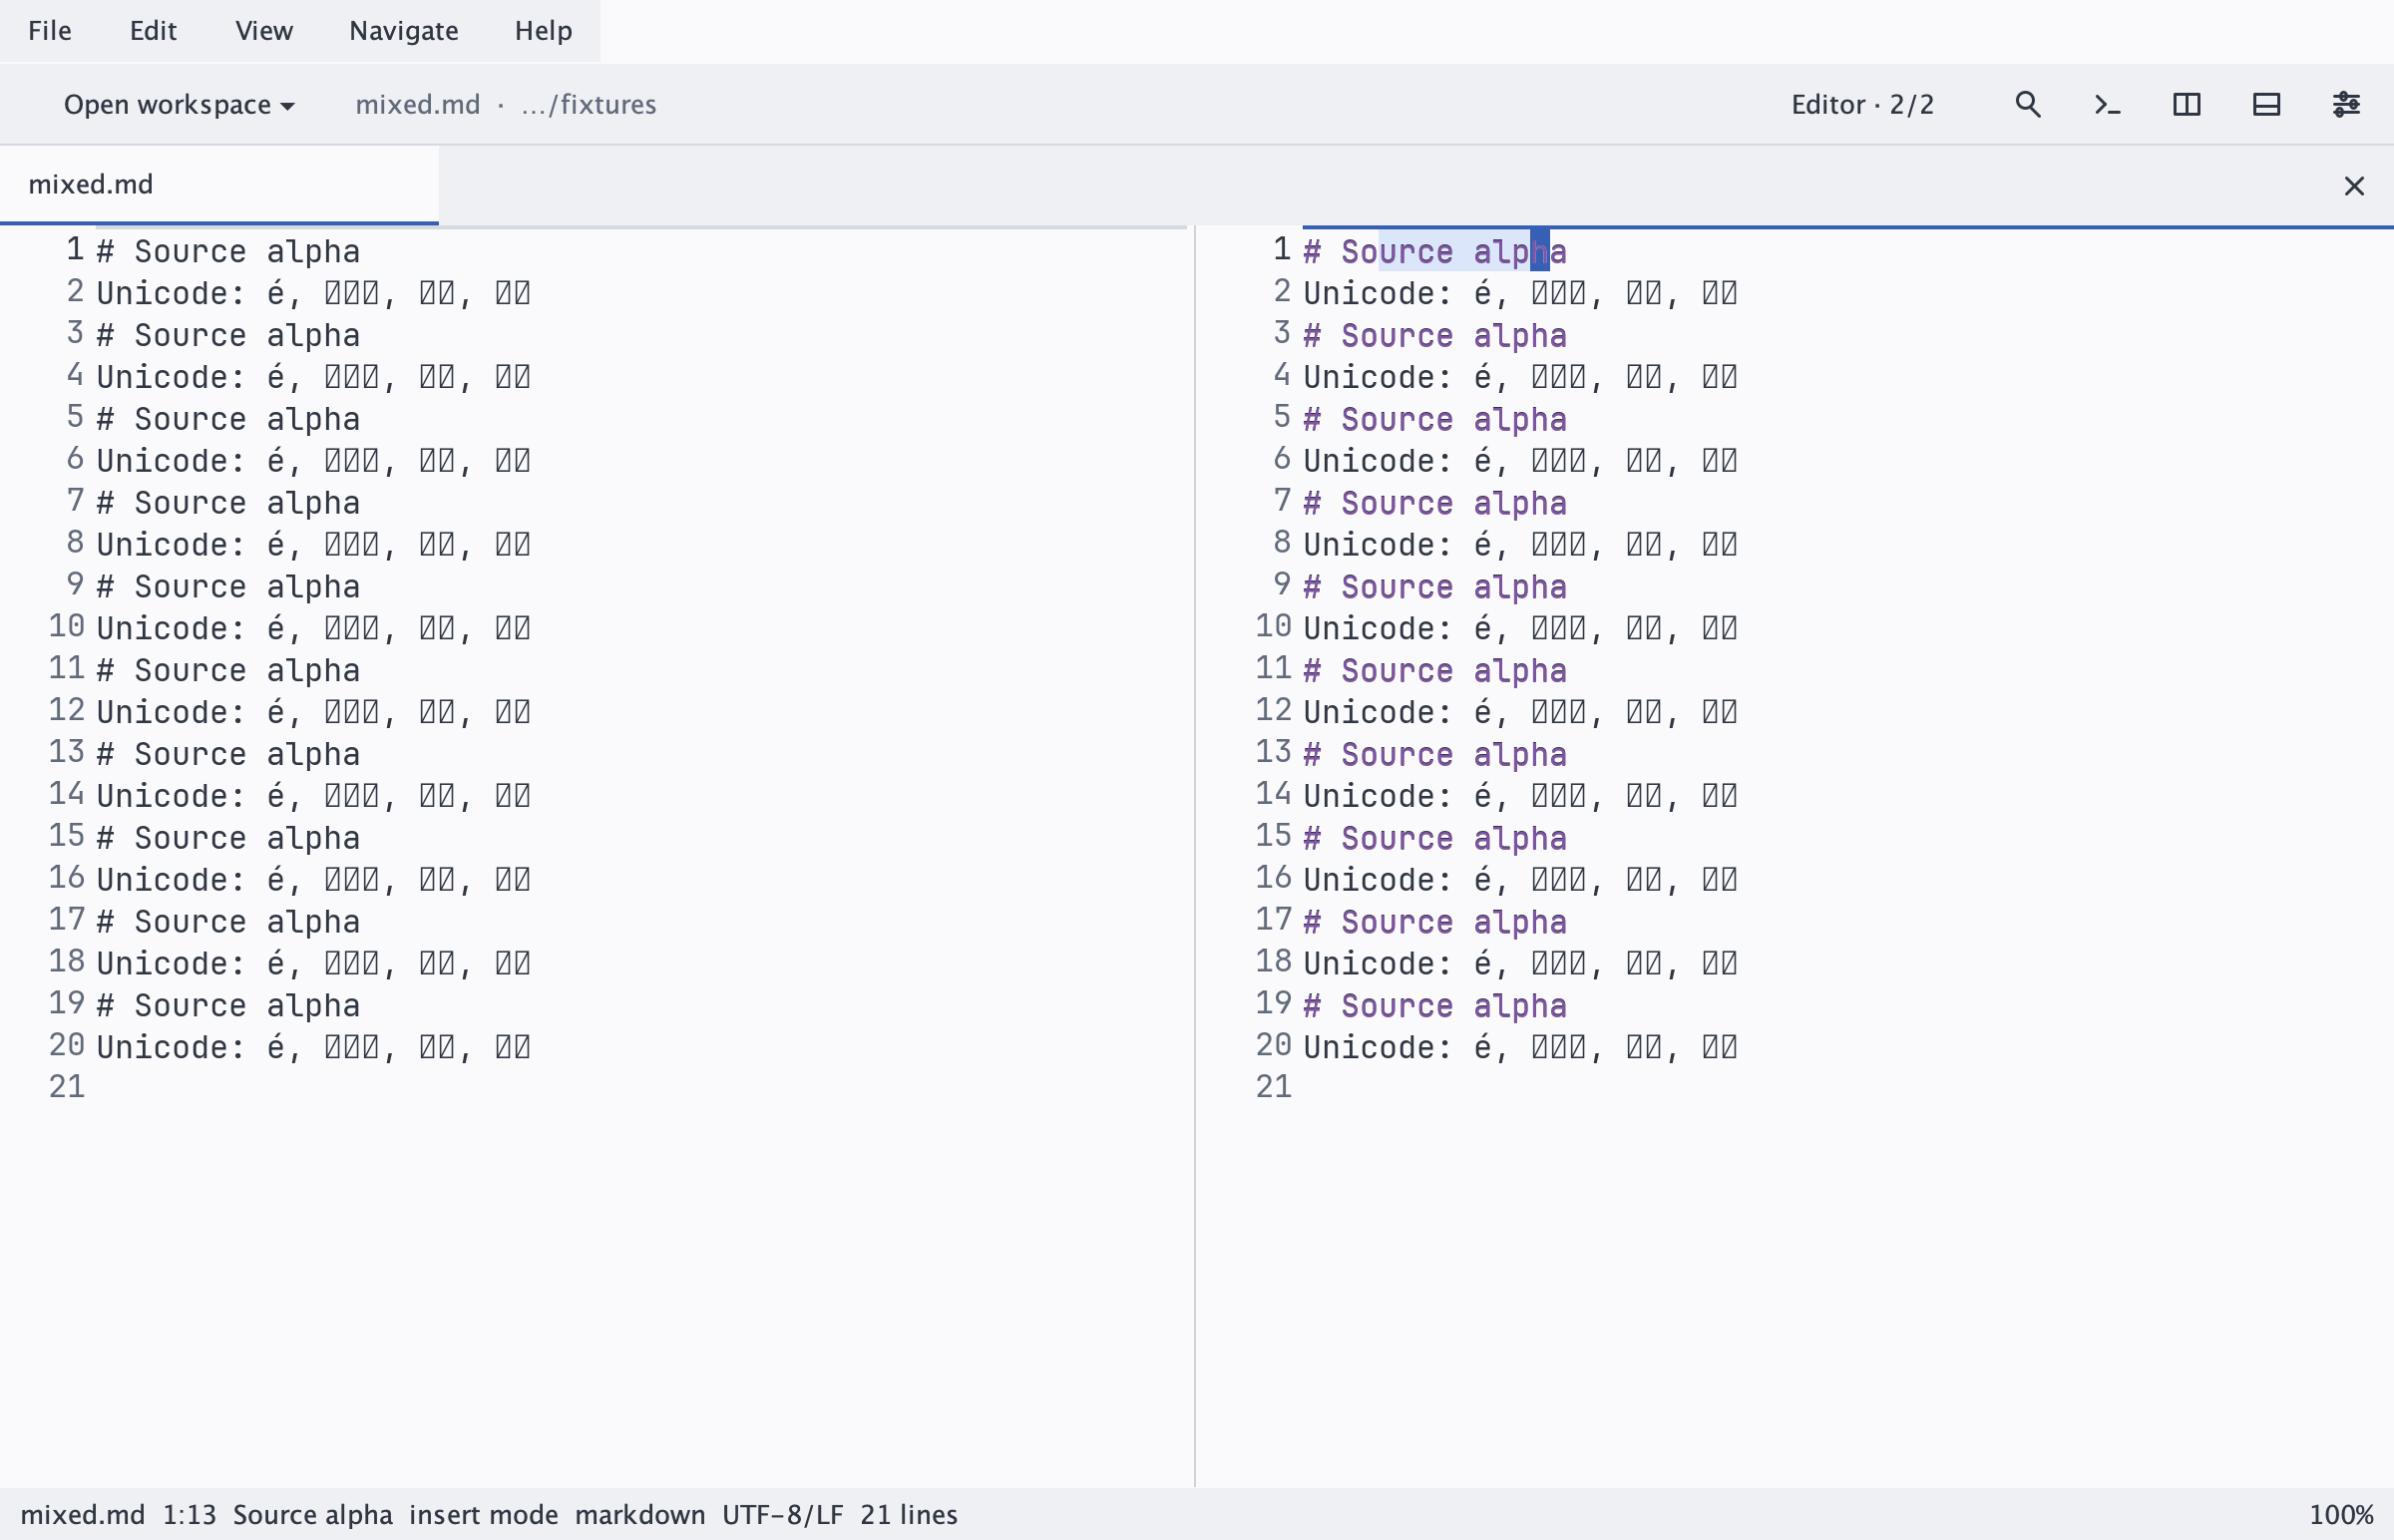 File Edit View Navigate Help
Open workspace mixed.md · .../fixtures Editor · 2/2
mixed.md
1 # Source alpha
2 Unicode: é, , ,
3 # Source alpha
4 Unicode: é, , ,
5 # Source alpha
6 Unicode: é, , ,
7 # Source alpha
8 Unicode: é, , ,
9 # Source alpha
10 Unicode: é, , ,
11 # Source alpha
12 Unicode: é, , ,
13 # Source alpha
14 Unicode: é, , ,
15 # Source alpha
16 Unicode: é, , ,
17 # Source alpha
18 Unicode: é, , ,
19 # Source alpha
20 Unicode: é, , ,
21
1 # Source alpha
2 Unicode: é, , ,
3 # Source alpha
4 Unicode: é, , ,
5 # Source alpha
6 Unicode: é, , ,
7 # Source alpha
8 Unicode: é, , ,
9 # Source alpha
10 Unicode: é, , ,
11 # Source alpha
12 Unicode: é, , ,
13 # Source alpha
14 Unicode: é, , ,
15 # Source alpha
16 Unicode: é, , ,
17 # Source alpha
18 Unicode: é, , ,
19 # Source alpha
20 Unicode: é, , ,
21
mixed.md 1:13 Source alpha insert mode markdown UTF-8/LF 21 lines 100%